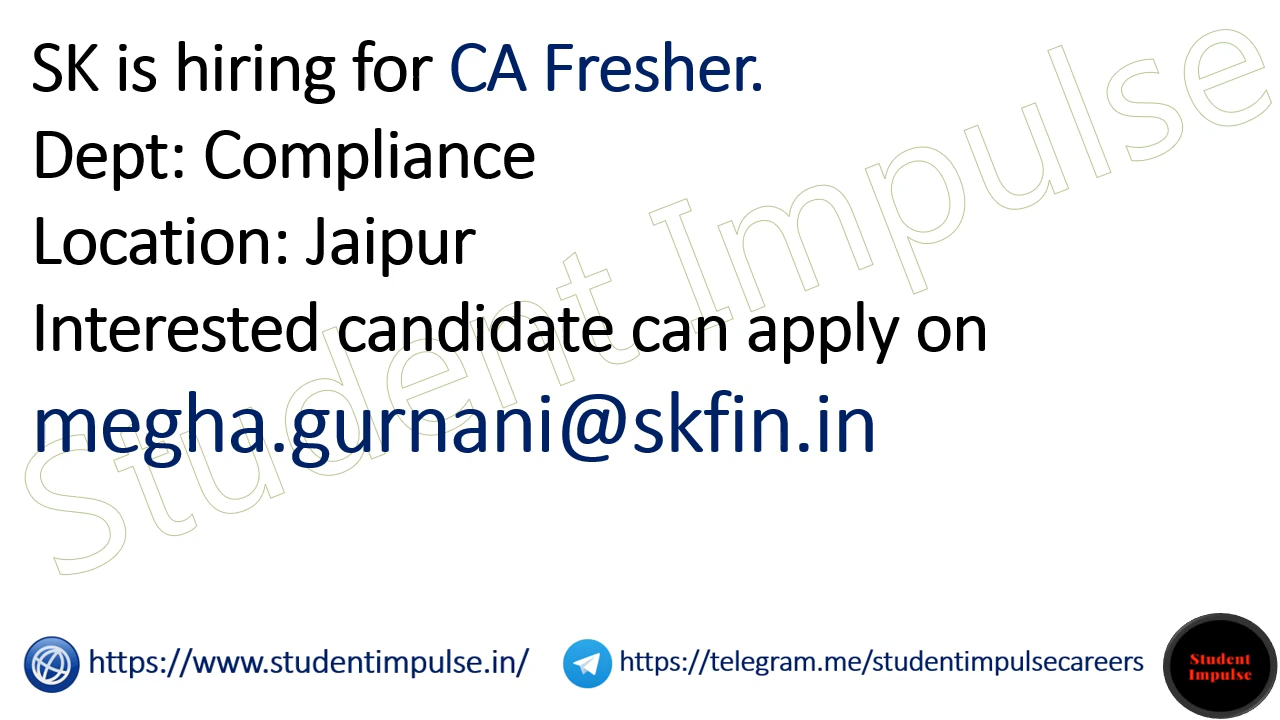 SK is hiring for CA Fresher.
Dept: Compliance
Location: Jaipur
Interested candidate can apply on
megha.gurnani@skfin.in
Student Impulse
https://www.studentimpulse.in/
https://telegram.me/studentimpulsecareers
Student
Impulse